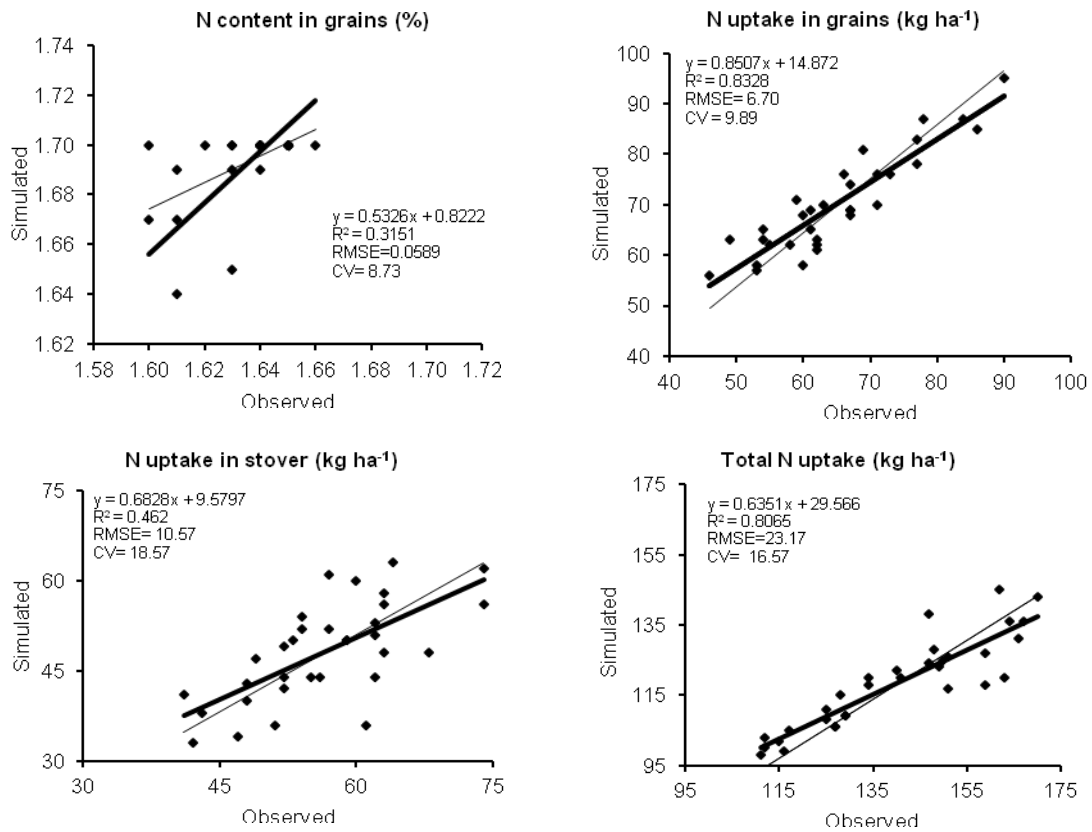 N content in grains (%)
1.74
1.72
1.70
1.68
1.66
1.64
1.62
Simulated
y = 0.5326x + 0.8222
R² = 0.3151
RMSE=0.0589
CV= 8.73
1.58 1.60 1.62 1.64 1.66 1.68 1.70 1.72
Observed
N uptake in grains (kg ha⁻¹)
y = 0.8507x + 14.872
R² = 0.8328
RMSE= 6.70
CV = 9.89
100
90
80
70
60
50
40
Simulated
40 50 60 70 80 90 100
Observed
N uptake in stover (kg ha⁻¹)
y = 0.6828x + 9.5797
R² = 0.462
RMSE= 10.57
CV= 18.57
75
60
45
30
Simulated
30 45 60 75
Observed
Total N uptake (kg ha⁻¹)
y = 0.6351x + 29.566
R² = 0.8065
RMSE=23.17
CV= 16.57
175
155
135
115
95
Simulated
95 115 135 155 175
Observed